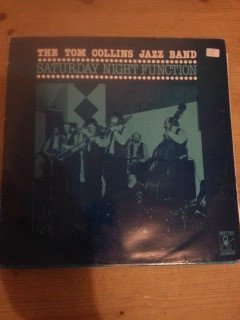 THE TOM COLLINS JAZZ BAND
SATURDAY NIGHT FUNCTION